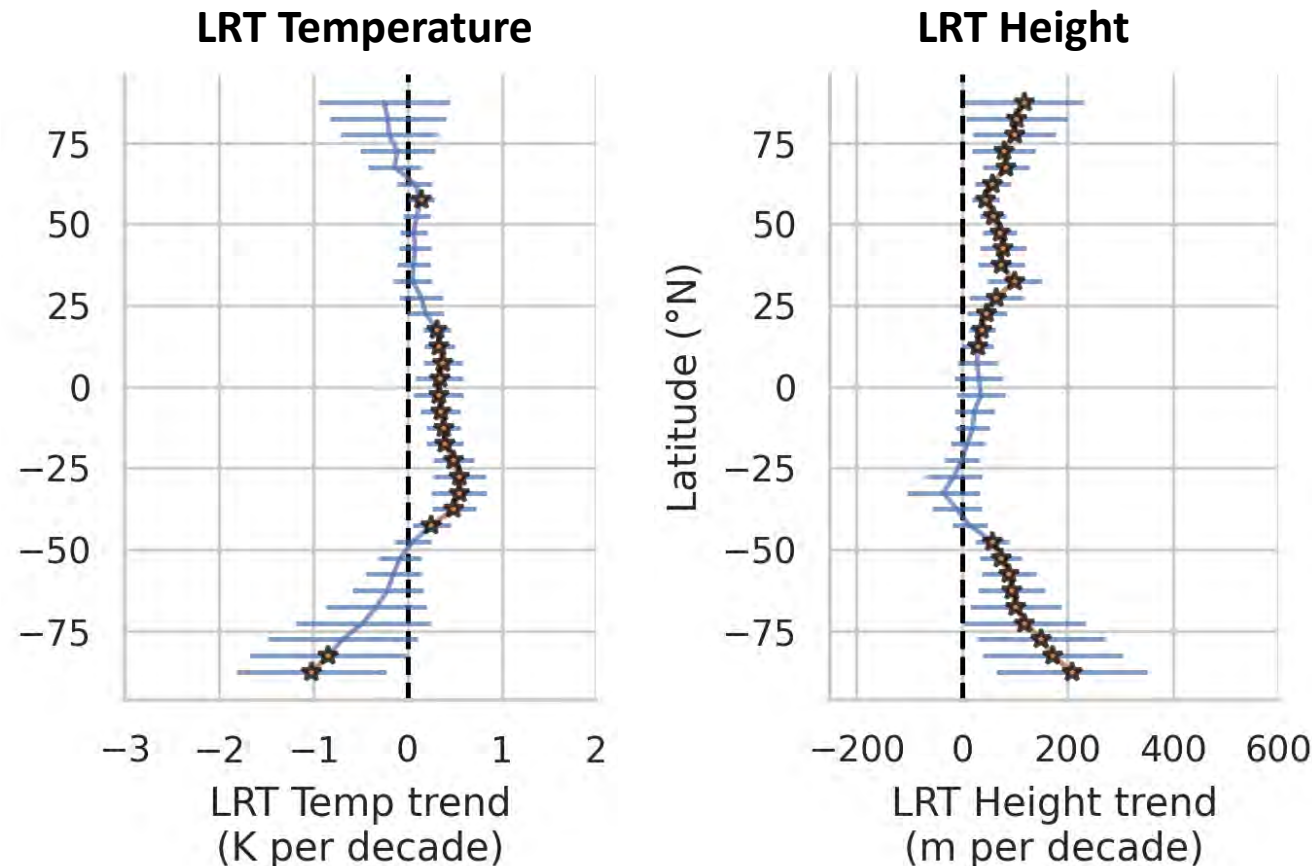 LRT Temperature
75
50
25
0
−25
−50
−75
−3 −2 −1 0 1 2
LRT Temp trend
(K per decade)
LRT Height
Latitude (°N)
75
50
25
0
−25
−50
−75
−200 0 200 400 600
LRT Height trend
(m per decade)